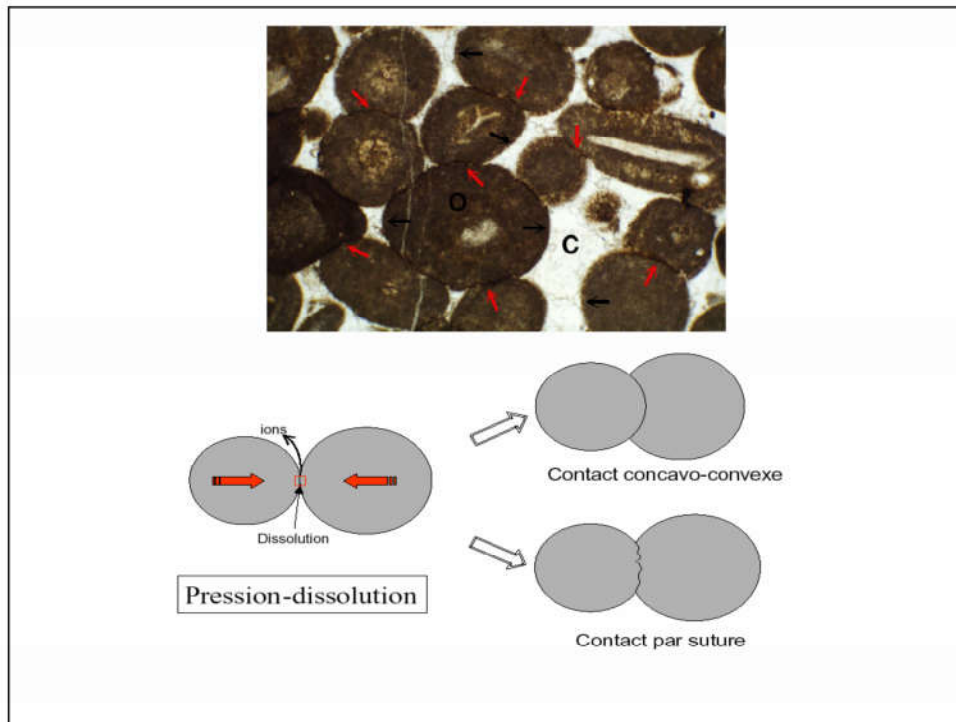 O
C
ions
Dissolution
Pression-dissolution
Contact concavo-convexe
Contact par suture